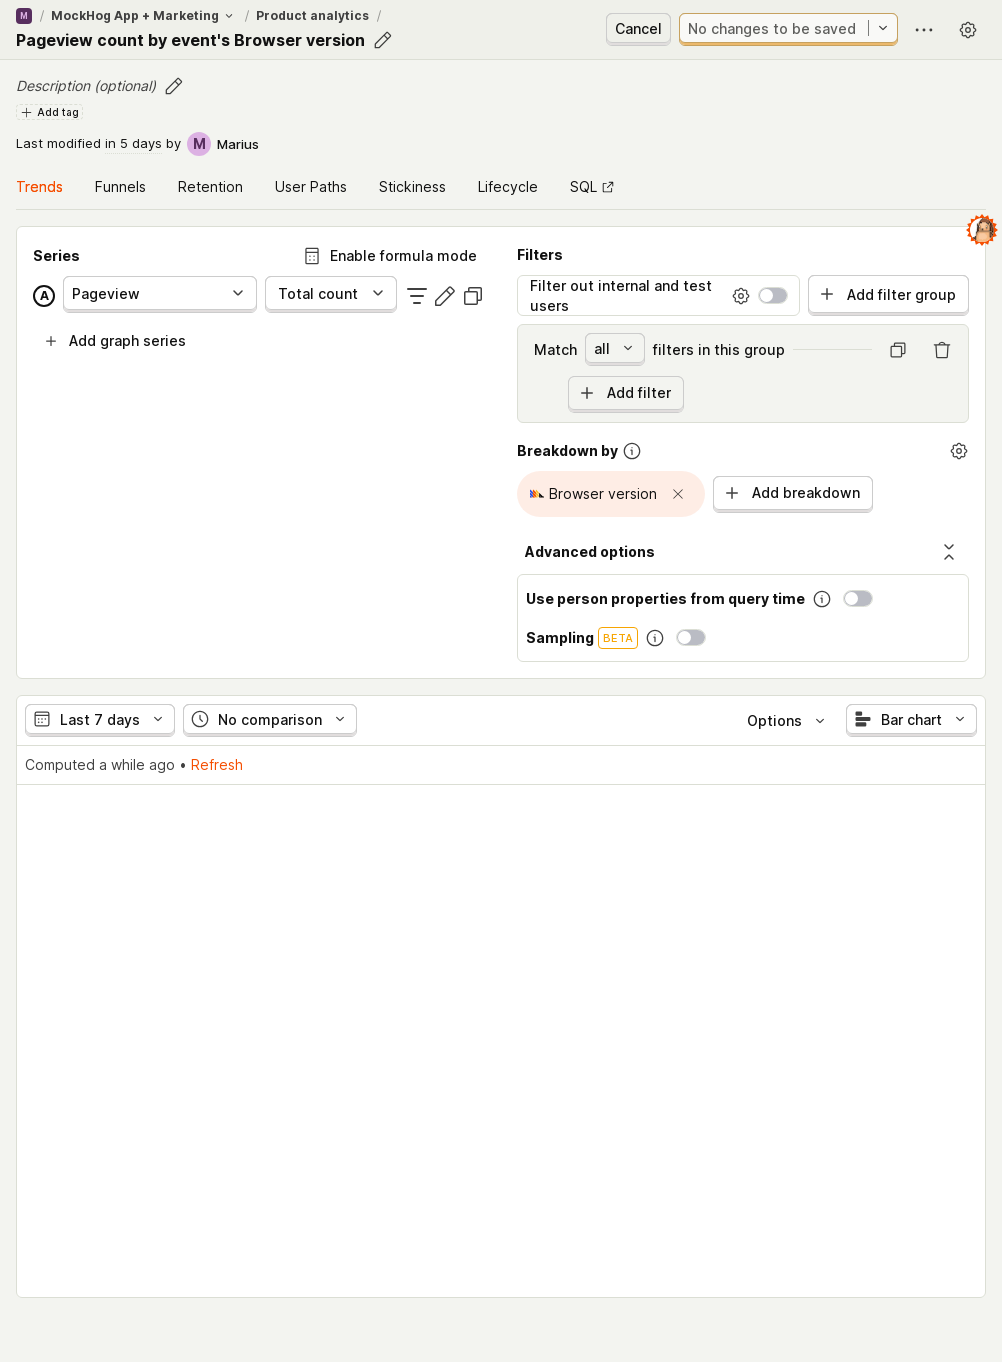 M / MockHog App + Marketing / Product analytics /
Pageview count by event's Browser version
Cancel
No changes to be saved
Description (optional)
Add tag
Last modified in 5 days by M Marius
Trends Funnels Retention User Paths Stickiness Lifecycle SQL
Series
Enable formula mode
A Pageview Total count
Add graph series
Filters
Filter out internal and test
users
Add filter group
Match all filters in this group
Add filter
Breakdown by
Browser version
Add breakdown
Advanced options
Use person properties from query time
Sampling BETA
Last 7 days No comparison Options Bar chart
Computed a while ago • Refresh